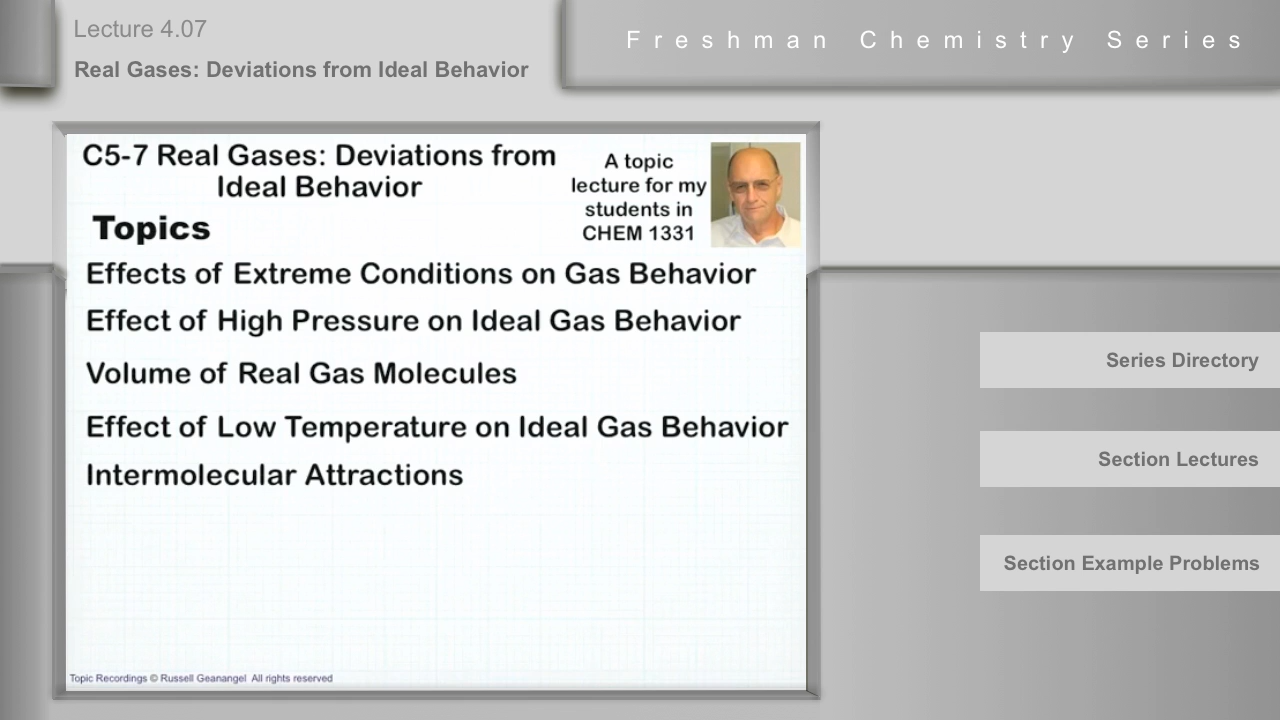 Lecture 4.07
Real Gases: Deviations from Ideal Behavior
Freshman Chemistry Series
C5-7 Real Gases: Deviations from
Ideal Behavior
A topic
lecture for my
students in
CHEM 1331
Topics
Effects of Extreme Conditions on Gas Behavior
Effect of High Pressure on Ideal Gas Behavior
Volume of Real Gas Molecules
Effect of Low Temperature on Ideal Gas Behavior
Intermolecular Attractions
Series Directory
Section Lectures
Section Example Problems
Topic Recordings © Russell Geanangel All rights reserved